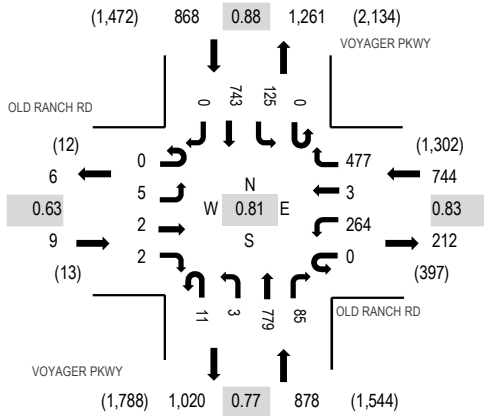 (1,472) 868 0.88 1,261 (2,134)
VOYAGER PKWY
0 743 125 0
OLD RANCH RD
(12)
6
0.63
9
(13)
0
5
2
2
N
W 0.81 E
S
477
3
264
0
(1,302)
744
0.83
212
(397)
11 3 779 85
OLD RANCH RD
VOYAGER PKWY
(1,788) 1,020 0.77 878 (1,544)